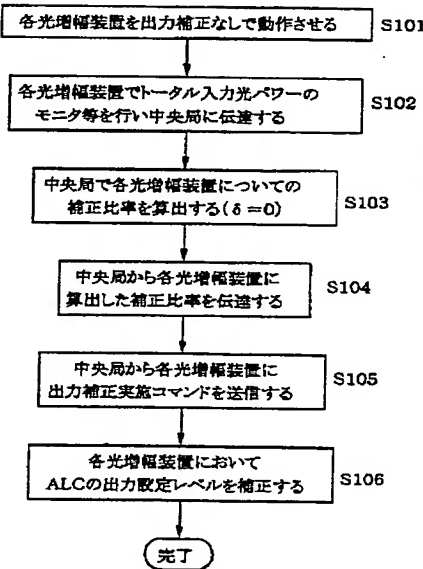 各光増幅装置を出力補正なしで動作させる
S101
各光増幅装置でトータル入力光パワーの
モニタ等を行い中央局に伝達する
S102
中央局で各光増幅装置についての
補正比率を算出する(δ=0)
S103
中央局から各光増幅装置に
算出した補正比率を伝達する
S104
中央局から各光増幅装置に
出力補正実施コマンドを送信する
S105
各光増幅装置において
ALCの出力設定レベルを補正する
S106
完了